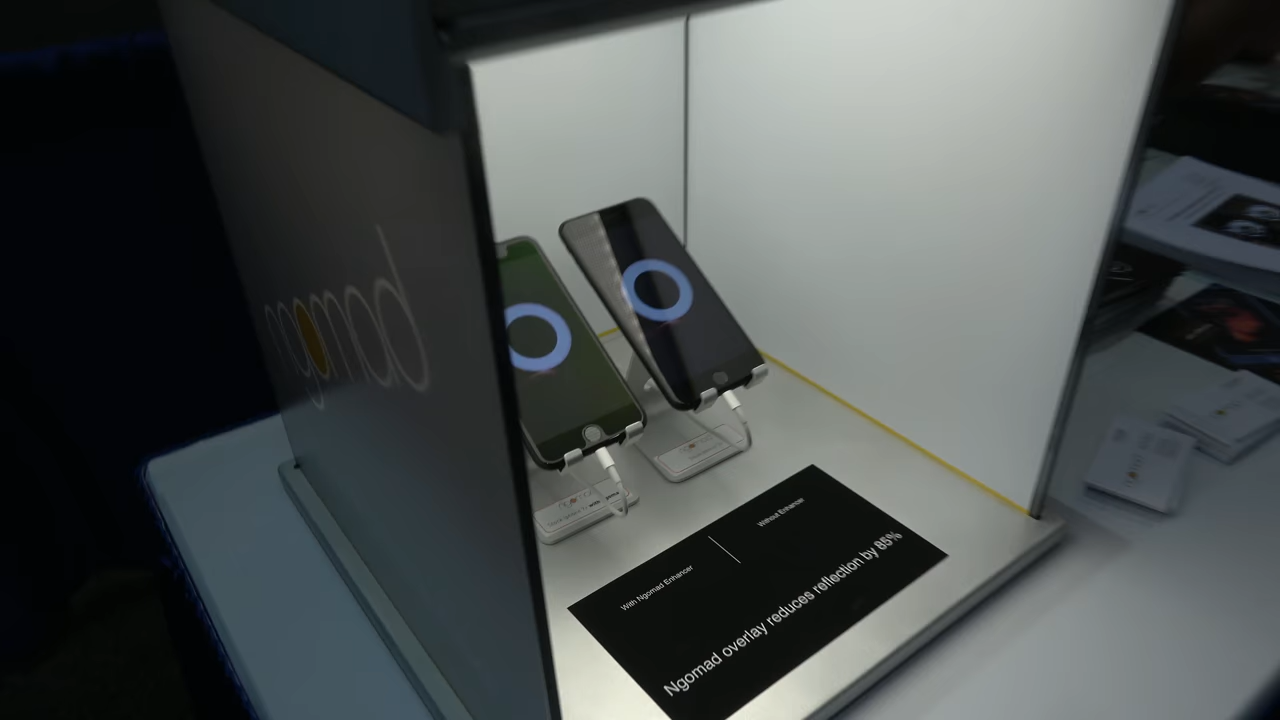 ngomad
With Ngomad Enhancer
Without Enhancer
Ngomad overlay reduces reflection by 85%